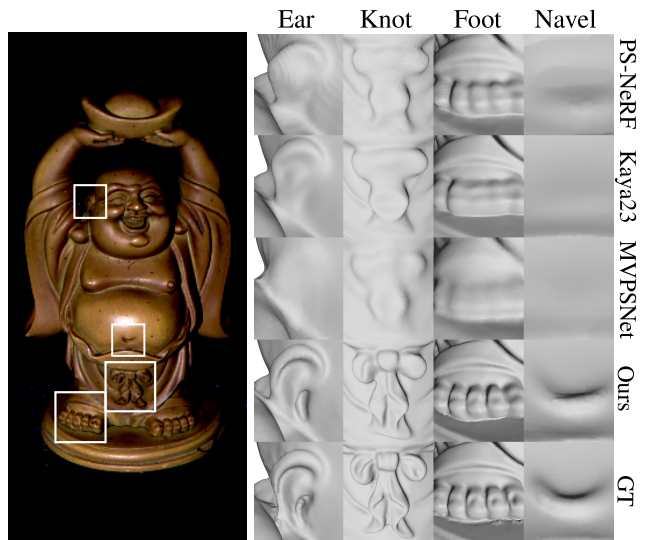 Ear Knot Foot Navel
PS-NeRF
Kaya23
MVPSNet
Ours
GT